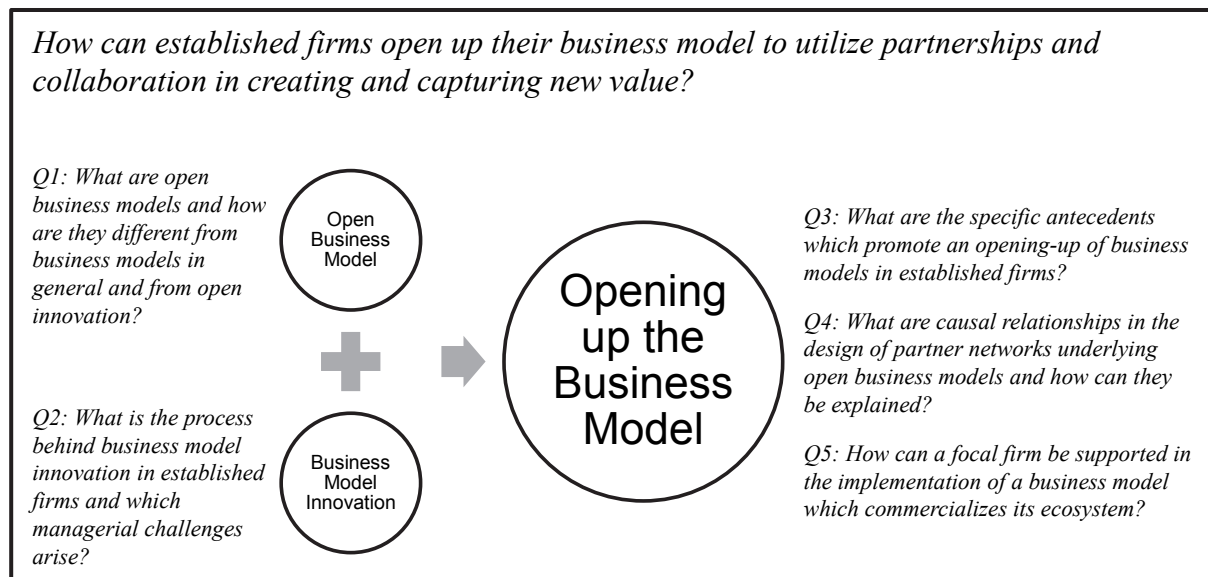 How can established firms open up their business model to utilize partnerships and
collaboration in creating and capturing new value?
Q1: What are open
business models and how
are they different from
business models in
general and from open
innovation?
Open
Business
Model
Q2: What is the process
behind business model
innovation in established
firms and which
managerial challenges
arise?
Business
Model
Innovation
Opening
up the
Business
Model
Q3: What are the specific antecedents
which promote an opening-up of business
models in established firms?
Q4: What are causal relationships in the
design of partner networks underlying
open business models and how can they
be explained?
Q5: How can a focal firm be supported in
the implementation of a business model
which commercializes its ecosystem?